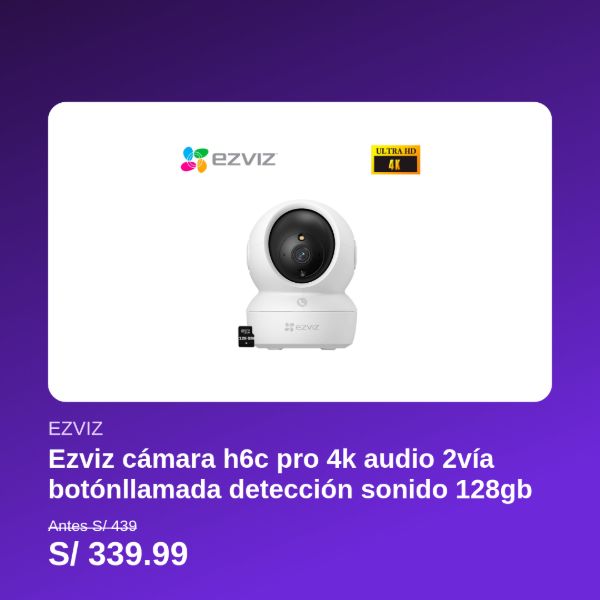 ezviz
ULTRA HD
4K
ezviz
EZVIZ
Ezviz cámara h6c pro 4k audio 2vía
botónllamada detección sonido 128gb
Antes S/ 439
S/ 339.99